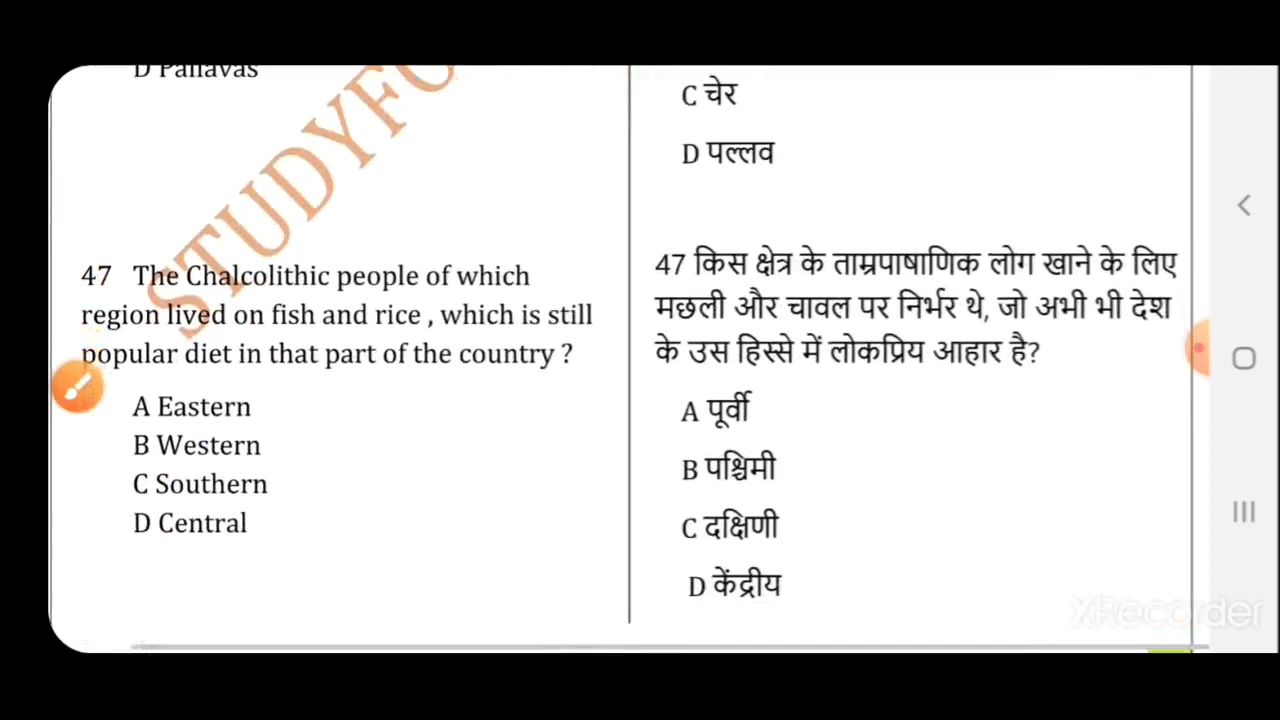 D Pallavas
STUDYFO
47 The Chalcolithic people of which
region lived on fish and rice , which is still
popular diet in that part of the country ?
A Eastern
B Western
C Southern
D Central
C चेर
D पल्लव
47 किस क्षेत्र के ताम्रपाषाणिक लोग खाने के लिए
मछली और चावल पर निर्भर थे, जो अभी भी देश
के उस हिस्से में लोकप्रिय आहार है?
A पूर्वी
B पश्चिमी
C दक्षिणी
D केंद्रीय
XRecorder